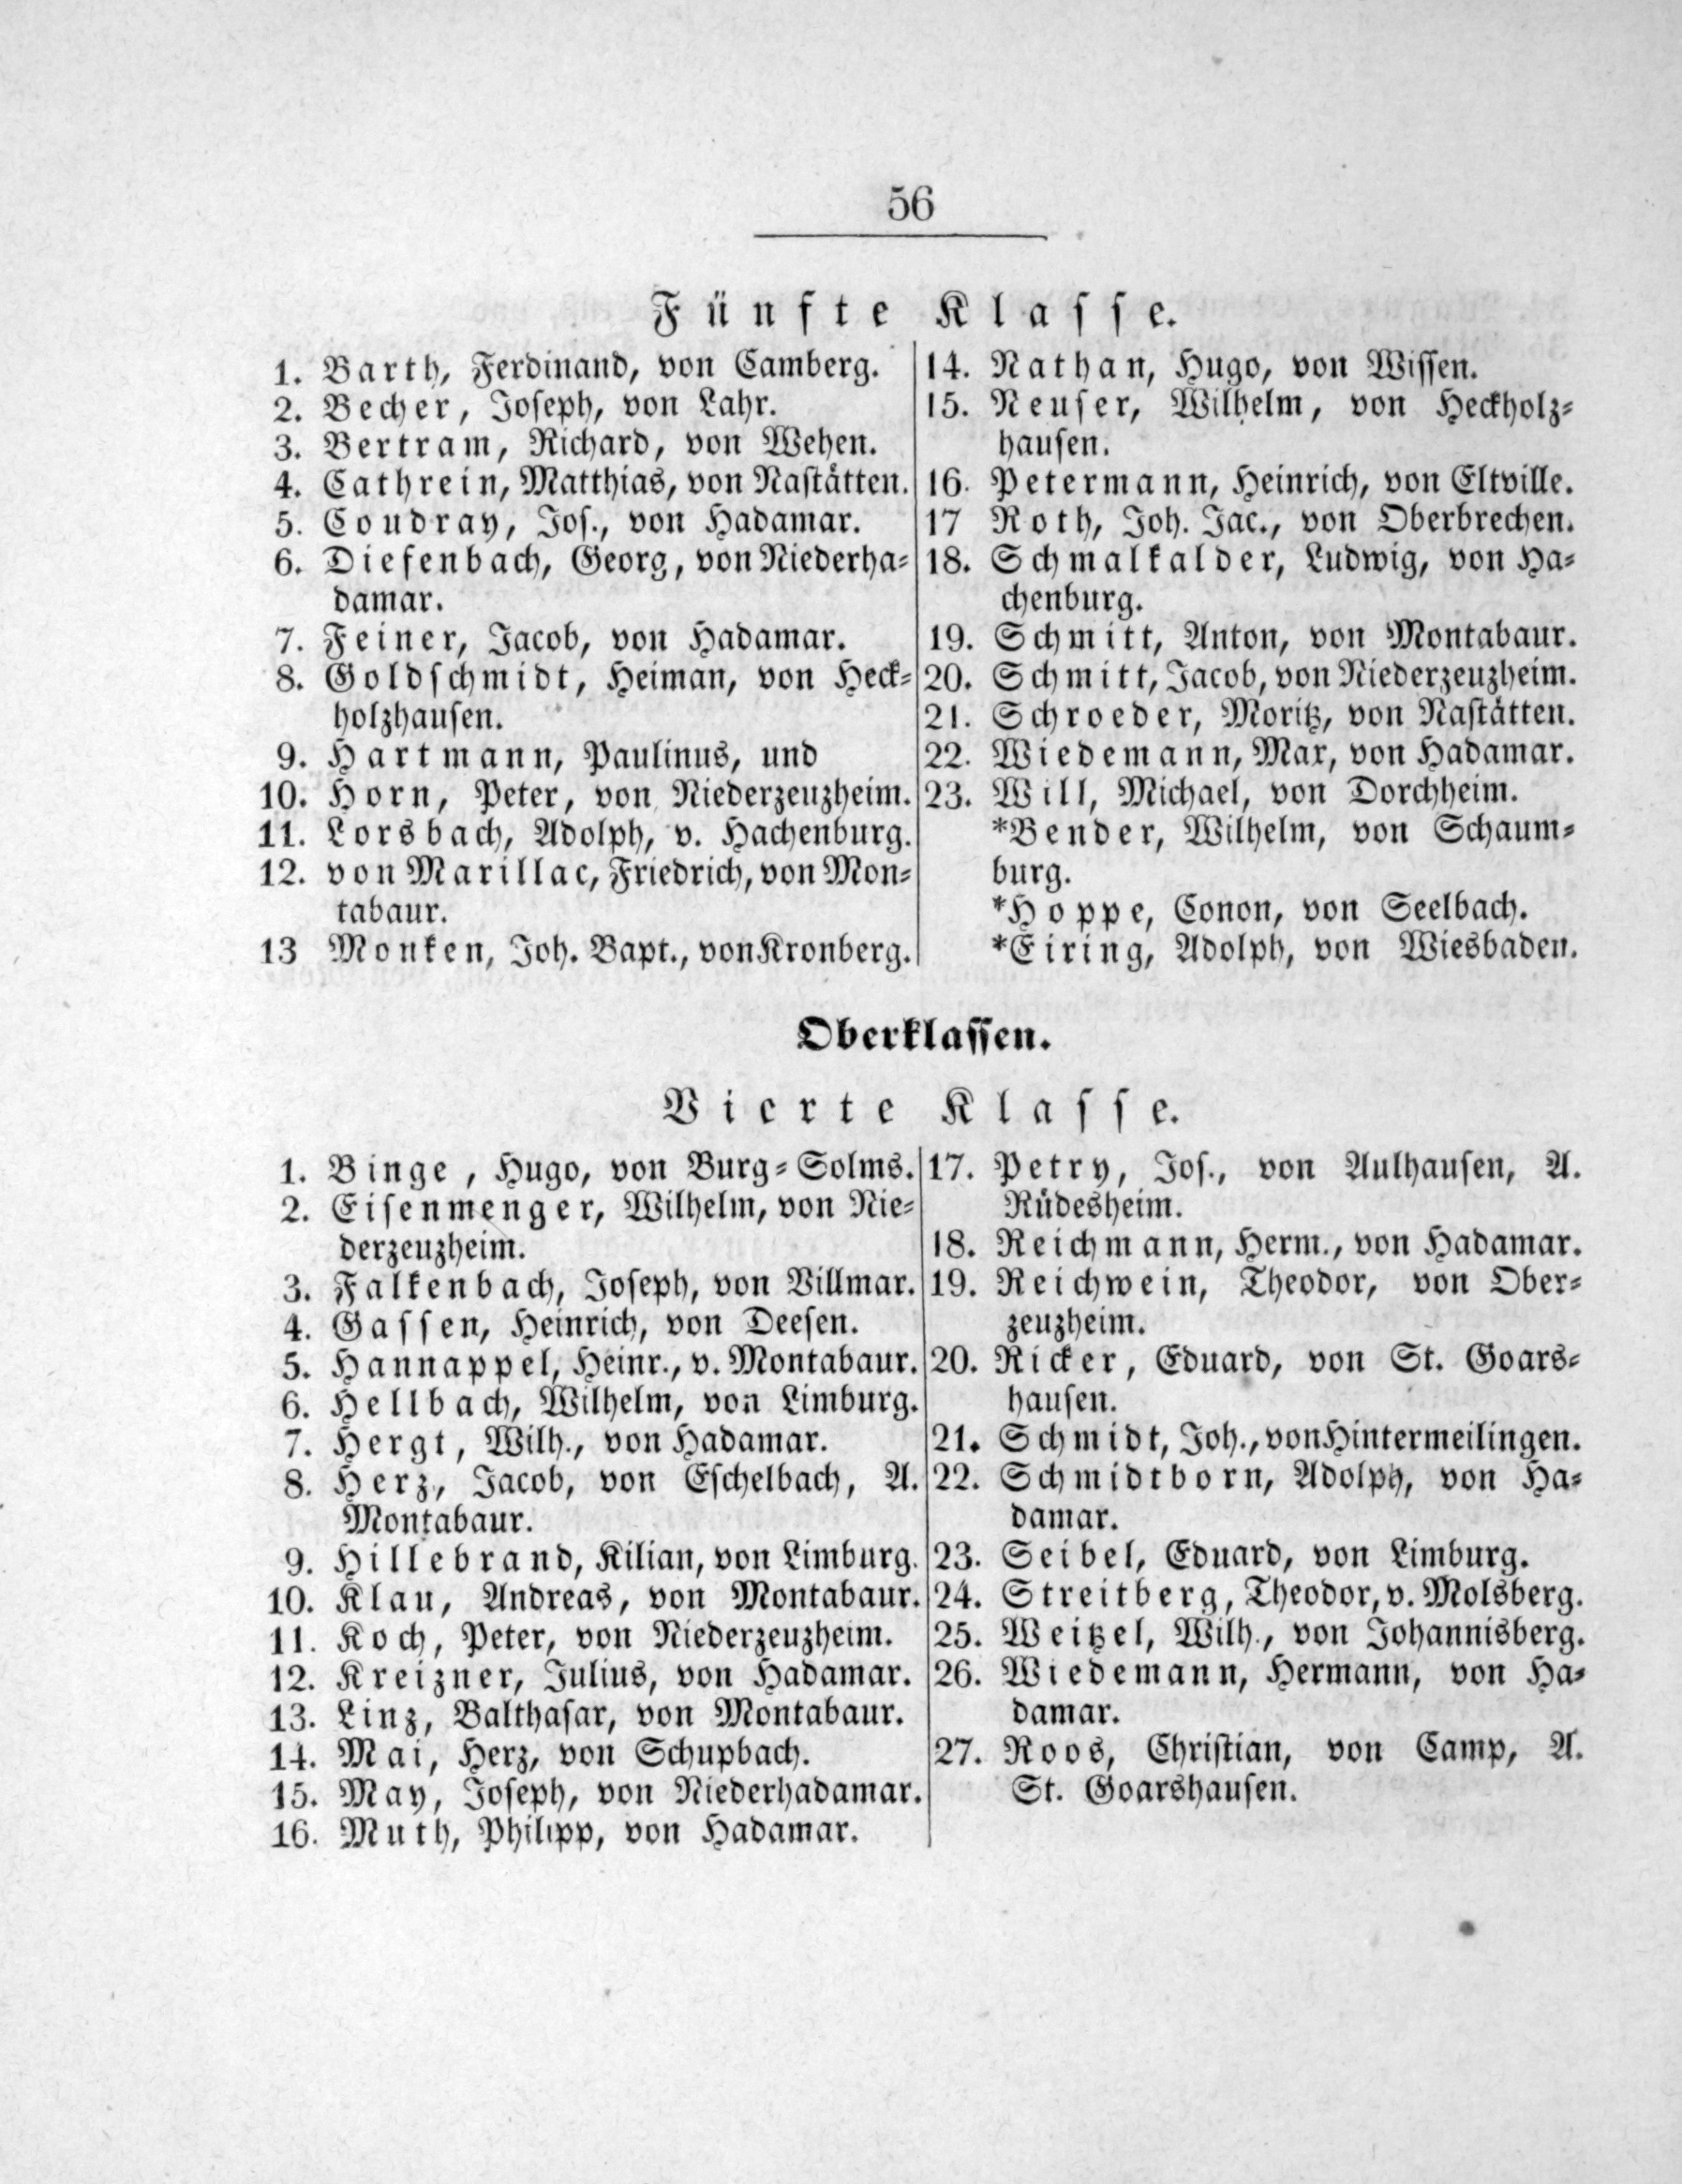 56
Fünfte Klasse.
1. Barth, Ferdinand, von Camberg.
2. Becher, Joseph, von Lahr.
3. Bertram, Richard, von Wehen.
4. Cathrein, Matthias, von Nastätten.
5. Coudray, Jos., von Hadamar.
6. Diefenbach, Georg, von Niederha-
damar.
7. Feiner, Jacob, von Hadamar.
8. Goldschmidt, Heiman, von Heck-
holzhausen.
9. Hartmann, Paulinus, und
10. Horn, Peter, von Niederzeuzheim.
11. Lorsbach, Adolph, v. Hachenburg.
12. von Marillac, Friedrich, von Mon-
tabaur.
13 Monken, Joh. Bapt., von Kronberg.
14. Nathan, Hugo, von Wissen.
15. Neuser, Wilhelm, von Heckholz-
hausen.
16. Petermann, Heinrich, von Eltville.
17 Roth, Joh. Jac., von Oberbrechen.
18. Schmalkalder, Ludwig, von Ha-
chenburg.
19. Schmitt, Anton, von Montabaur.
20. Schmitt, Jacob, von Niederzeuzheim.
21. Schroeder, Moritz, von Nastätten.
22. Wiedemann, Max, von Hadamar.
23. Will, Michael, von Dorchheim.
*Bender, Wilhelm, von Schaum-
burg.
*Hoppe, Conon, von Seelbach.
*Eiring, Adolph, von Wiesbaden.
Oberklassen.
Vierte Klasse.
1. Binge, Hugo, von Burg-Solms.
2. Eisenmenger, Wilhelm, von Nie-
derzeuzheim.
3. Falkenbach, Joseph, von Villmar.
4. Gassen, Heinrich, von Deesen.
5. Hannappel, Heinr., v. Montabaur.
6. Hellbach, Wilhelm, von Limburg.
7. Hergt, Wilh., von Hadamar.
8. Herz, Jacob, von Eschelbach, A.
Montabaur.
9. Hillebrand, Kilian, von Limburg.
10. Klau, Andreas, von Montabaur.
11. Koch, Peter, von Niederzeuzheim.
12. Kreizner, Julius, von Hadamar.
13. Linz, Balthasar, von Montabaur.
14. Mai, Herz, von Schupbach.
15. May, Joseph, von Niederhadamar.
16. Muth, Philipp, von Hadamar.
17. Petry, Jos., von Aulhausen, A.
Rüdesheim.
18. Reichmann, Herm., von Hadamar.
19. Reichwein, Theodor, von Ober-
zeuzheim.
20. Ricker, Eduard, von St. Goars-
hausen.
21. Schmidt, Joh., von Hintermeilingen.
22. Schmidtborn, Adolph, von Ha-
damar.
23. Seibel, Eduard, von Limburg.
24. Streitberg, Theodor, v. Molsberg.
25. Weitzel, Wilh., von Johannisberg.
26. Wiedemann, Hermann, von Ha-
damar.
27. Roos, Christian, von Camp, A.
St. Goarshausen.